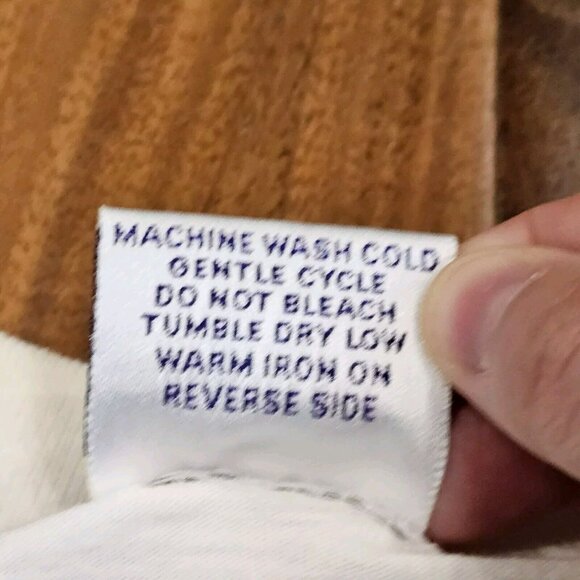 MACHINE WASH COLD
GENTLE CYCLE
DO NOT BLEACH
TUMBLE DRY LOW
WARM IRON ON
REVERSE SIDE